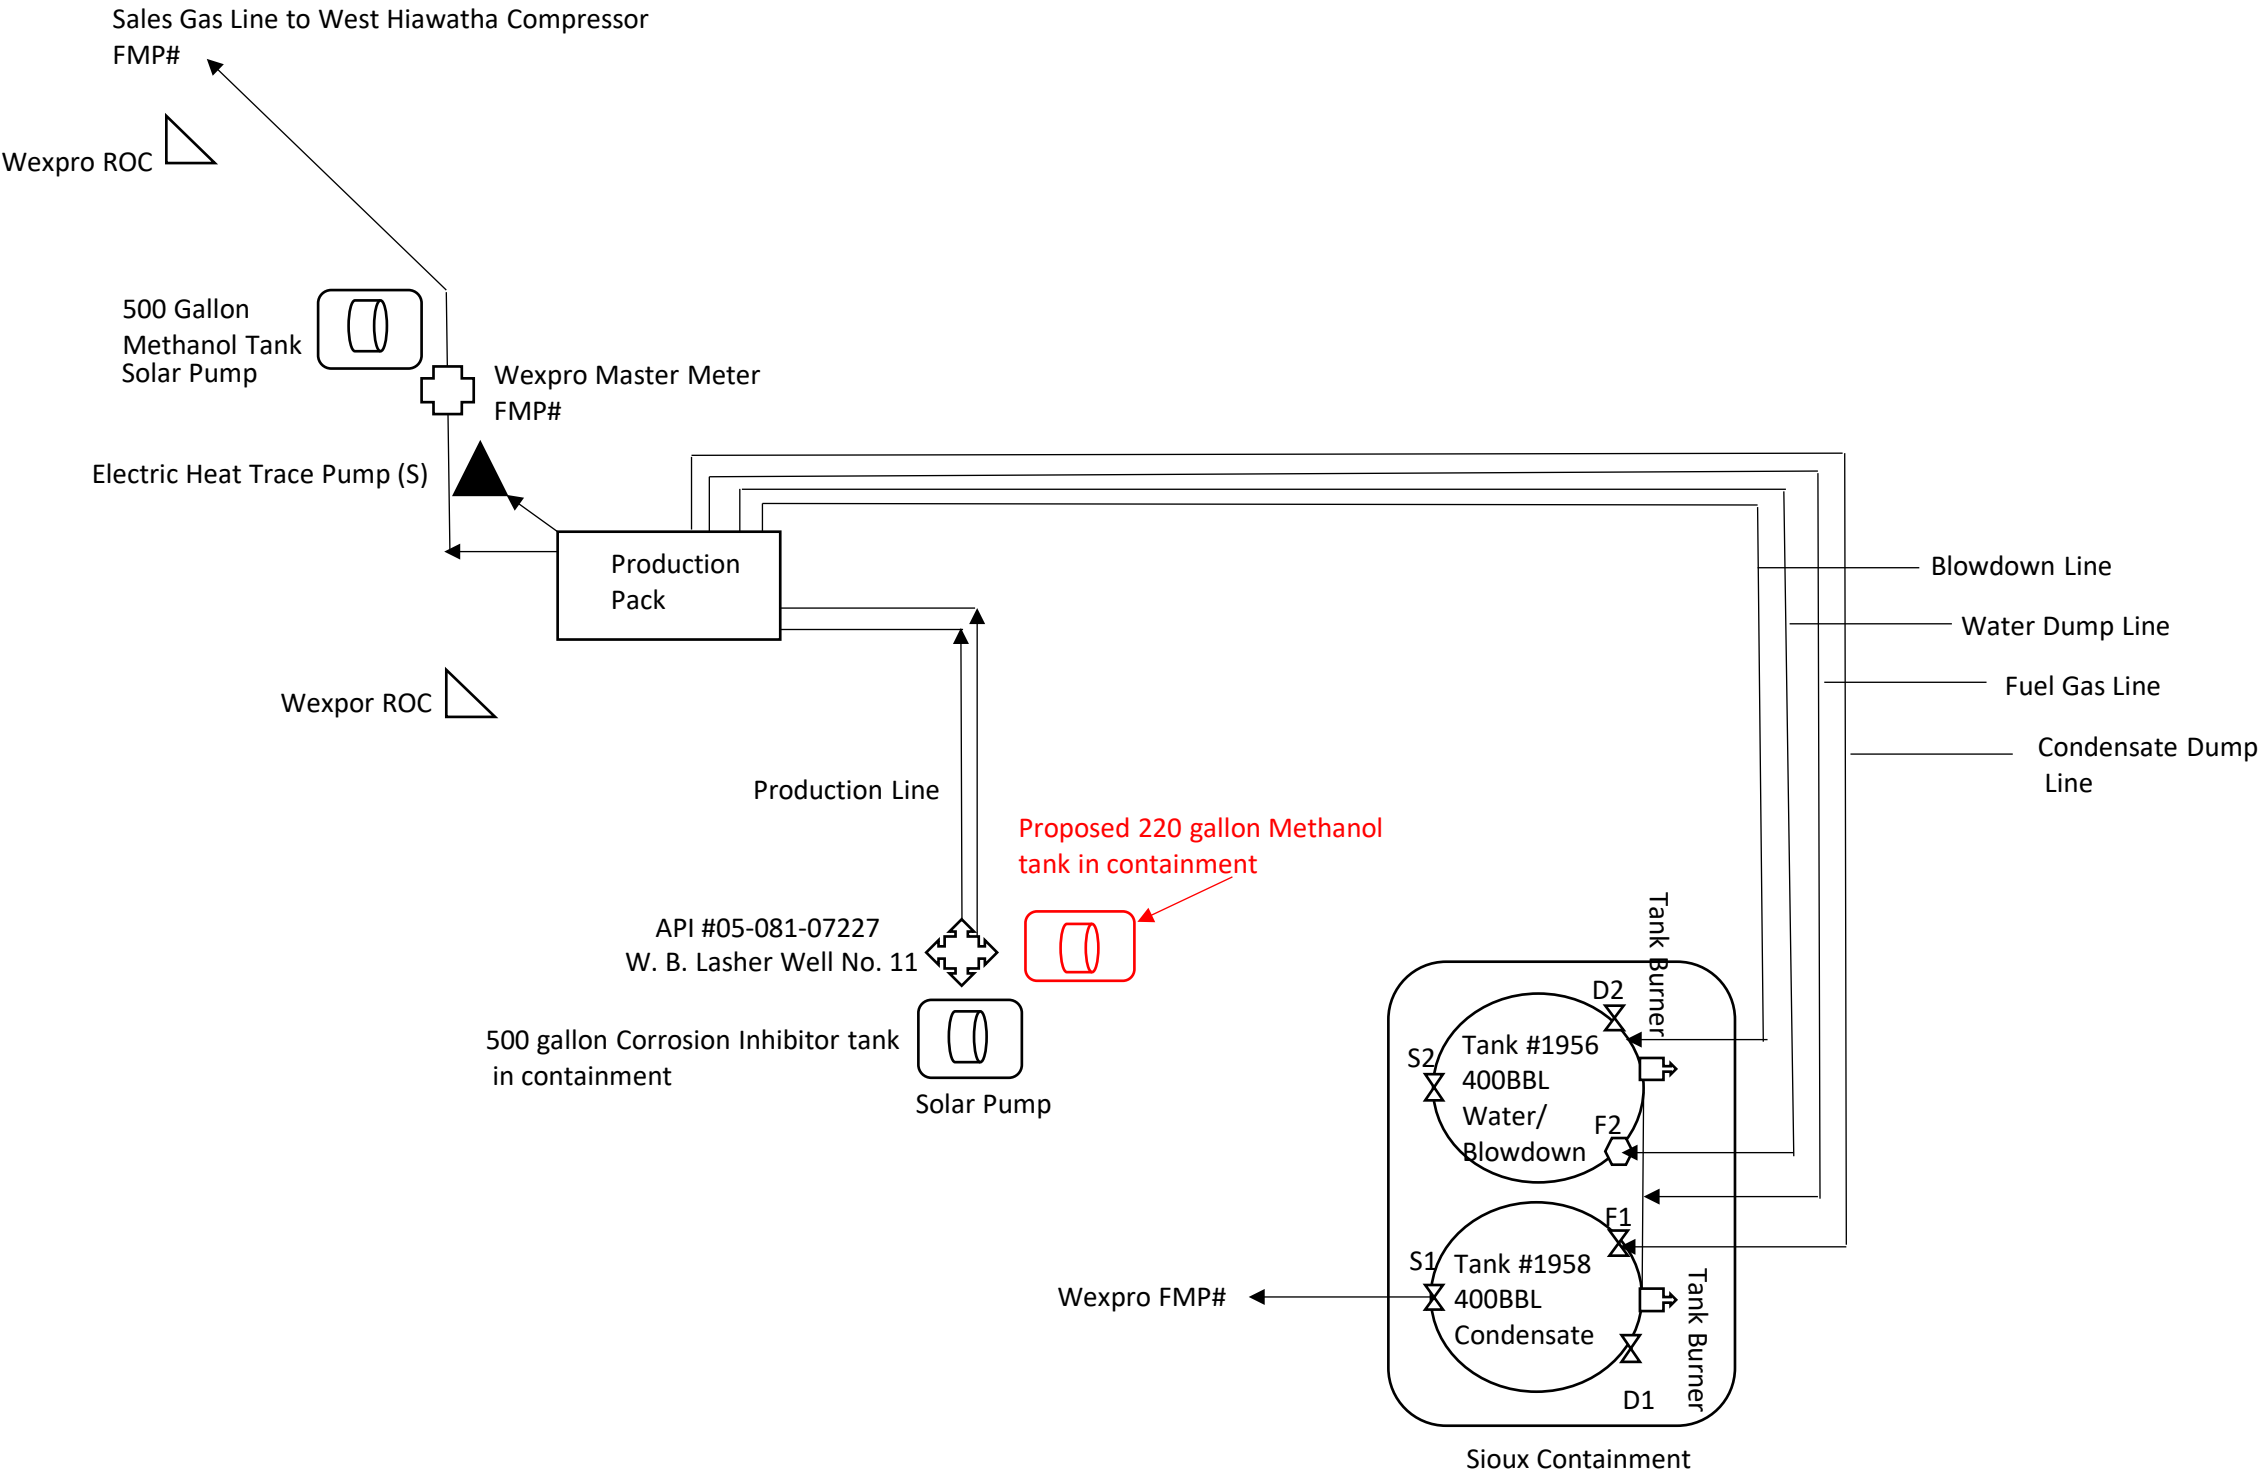 Sales Gas Line to West Hiawatha Compressor
FMP#
Wexpro ROC
500 Gallon
Methanol Tank
Solar Pump
Wexpro Master Meter
FMP#
Electric Heat Trace Pump (S)
Production
Pack
Blowdown Line
Water Dump Line
Fuel Gas Line
Condensate Dump
Line
Wexpor ROC
Production Line
Proposed 220 gallon Methanol
tank in containment
API #05-081-07227
W. B. Lasher Well No. 11
500 gallon Corrosion Inhibitor tank
in containment
Solar Pump
Tank Burner
D2
S2
Tank #1956
400BBL
Water/
Blowdown
F2
F1
S1
Tank #1958
400BBL
Condensate
Wexpro FMP#
Tank Burner
D1
Sioux Containment